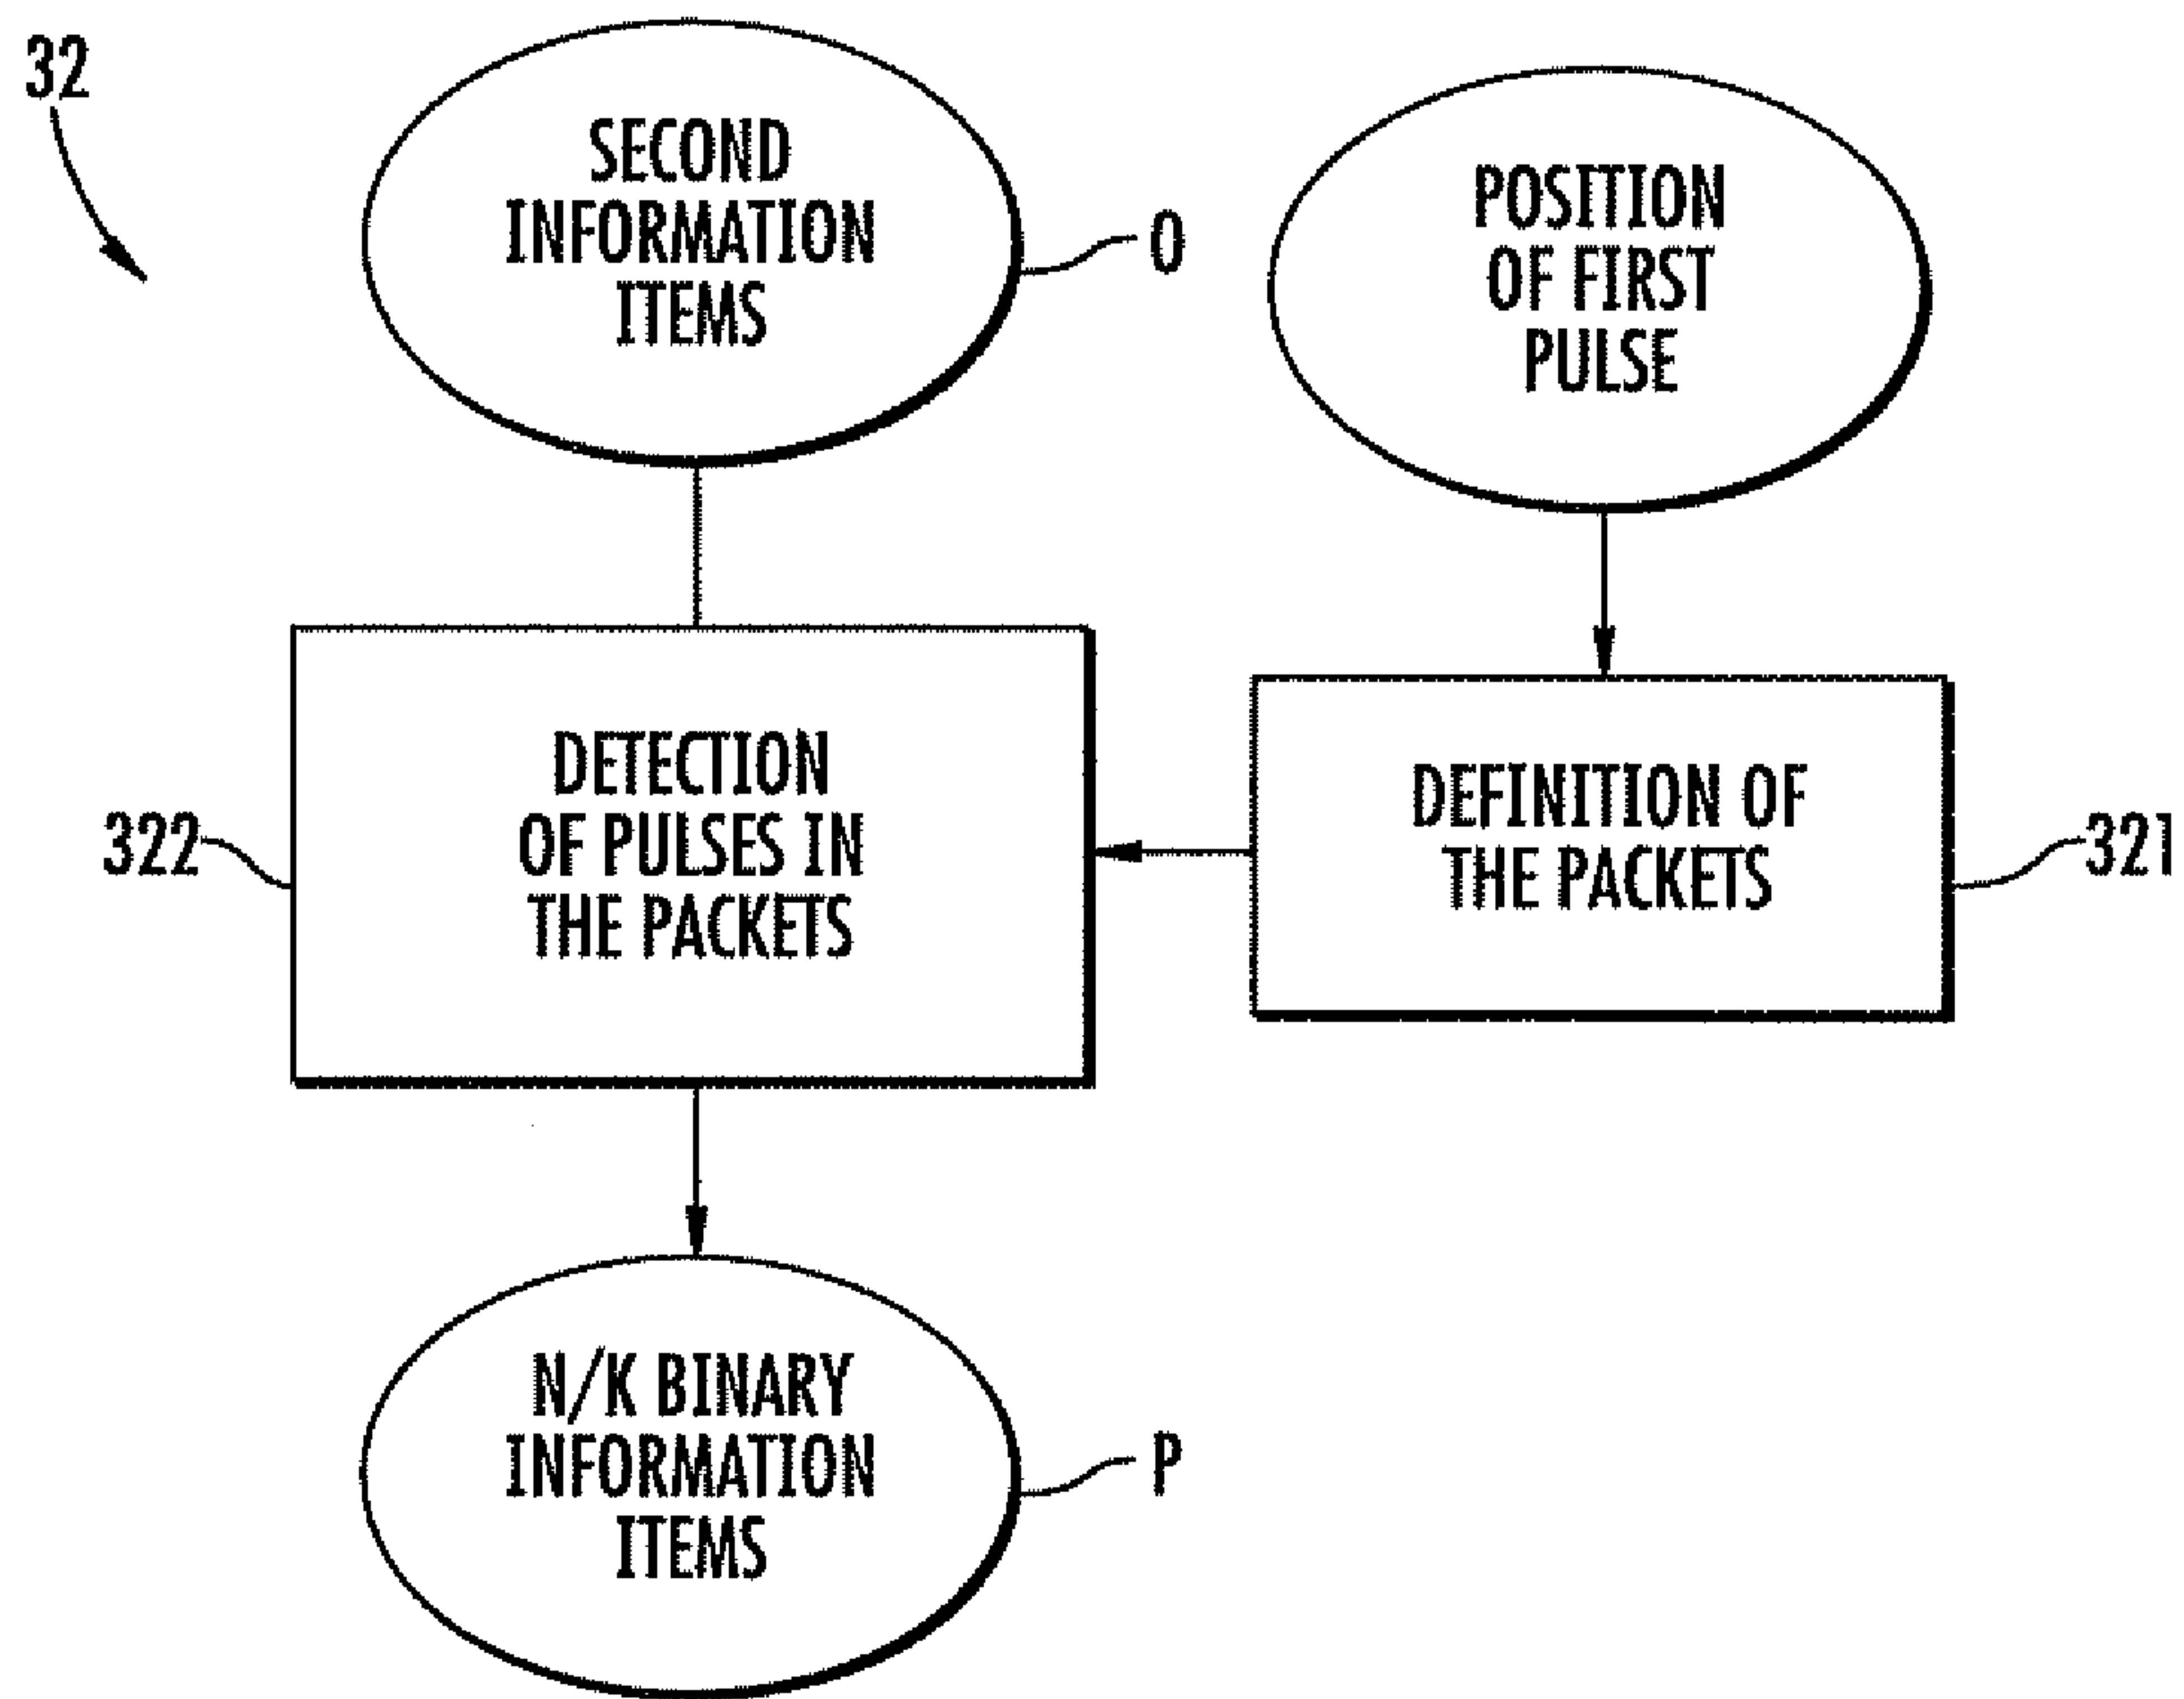 32
SECOND
INFORMATION
ITEMS
O
POSITION
OF FIRST
PULSE
322
DETECTION
OF PULSES IN
THE PACKETS
DEFINITION OF
THE PACKETS
321
N/K BINARY
INFORMATION
ITEMS
P